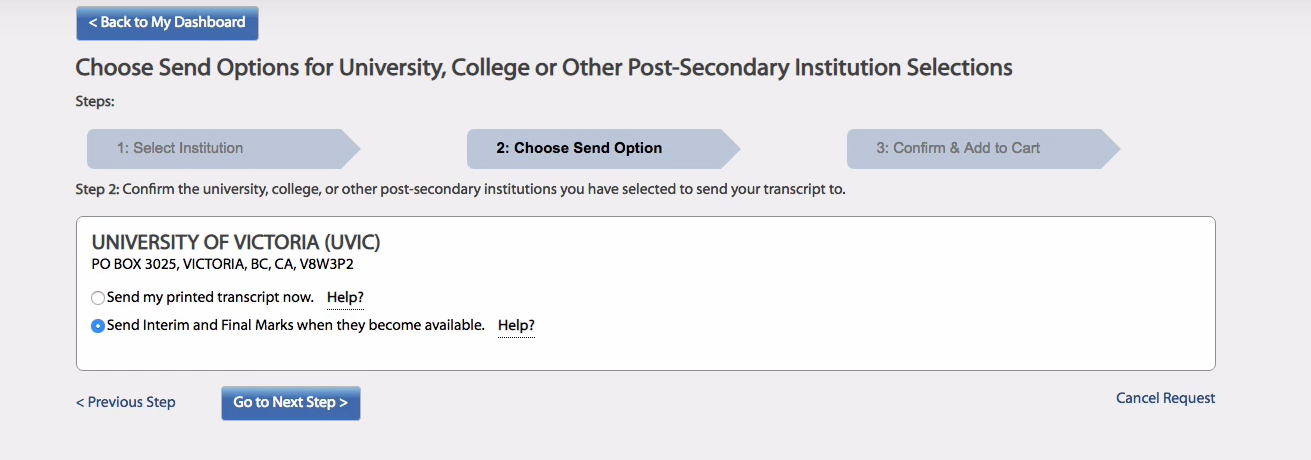 < Back to My Dashboard
Choose Send Options for University, College or Other Post-Secondary Institution Selections
Steps:
1: Select Institution 2: Choose Send Option 3: Confirm & Add to Cart
Step 2: Confirm the university, college, or other post-secondary institutions you have selected to send your transcript to.
UNIVERSITY OF VICTORIA (UVIC)
PO BOX 3025, VICTORIA, BC, CA, V8W3P2
Send my printed transcript now. Help?
Send Interim and Final Marks when they become available. Help?
< Previous Step Go to Next Step > Cancel Request